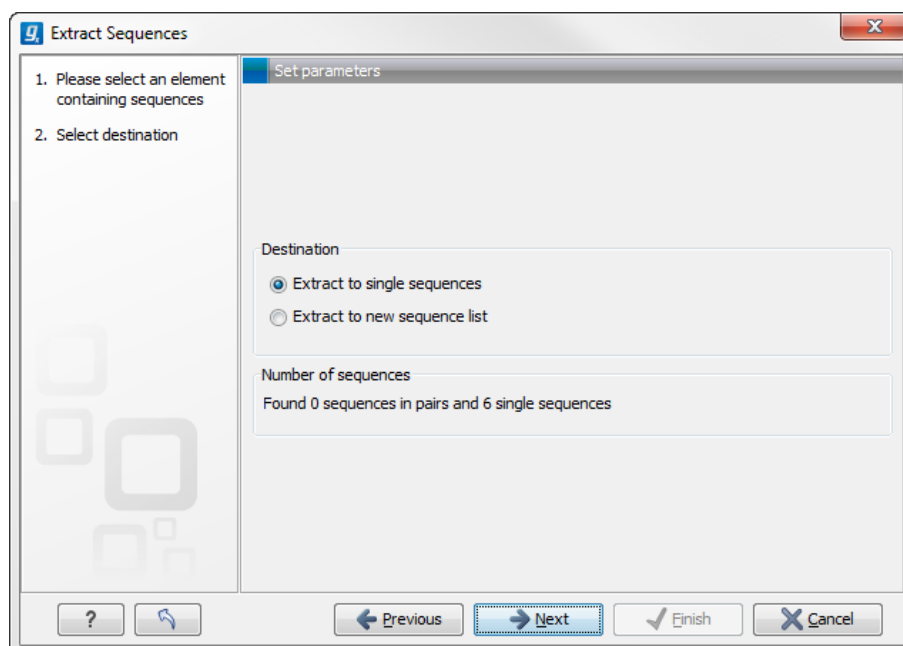 Extract Sequences
1. Please select an element
containing sequences
2. Select destination
Set parameters
Destination
Extract to single sequences
Extract to new sequence list
Number of sequences
Found 0 sequences in pairs and 6 single sequences
? Previous Next Finish Cancel